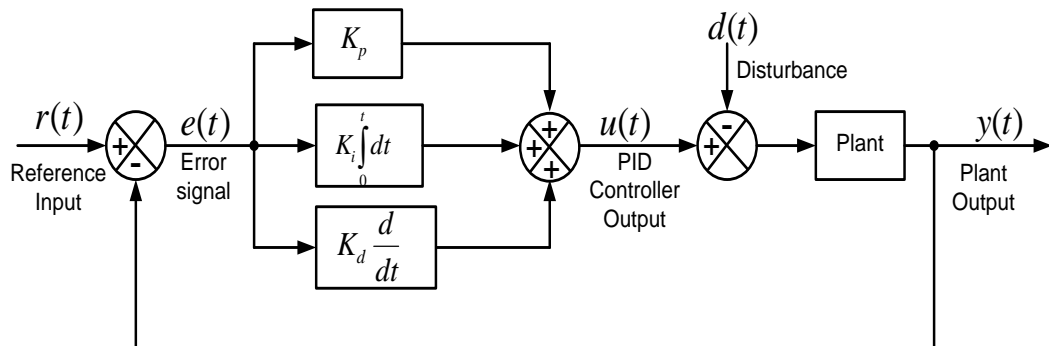 K_p
d(t)
Disturbance
r(t)
Reference
Input
+
-
e(t)
Error
signal
K_i ∫_0^t dt
+
+
+
u(t)
PID
Controller
Output
-
+
Plant
y(t)
Plant
Output
K_d d/dt